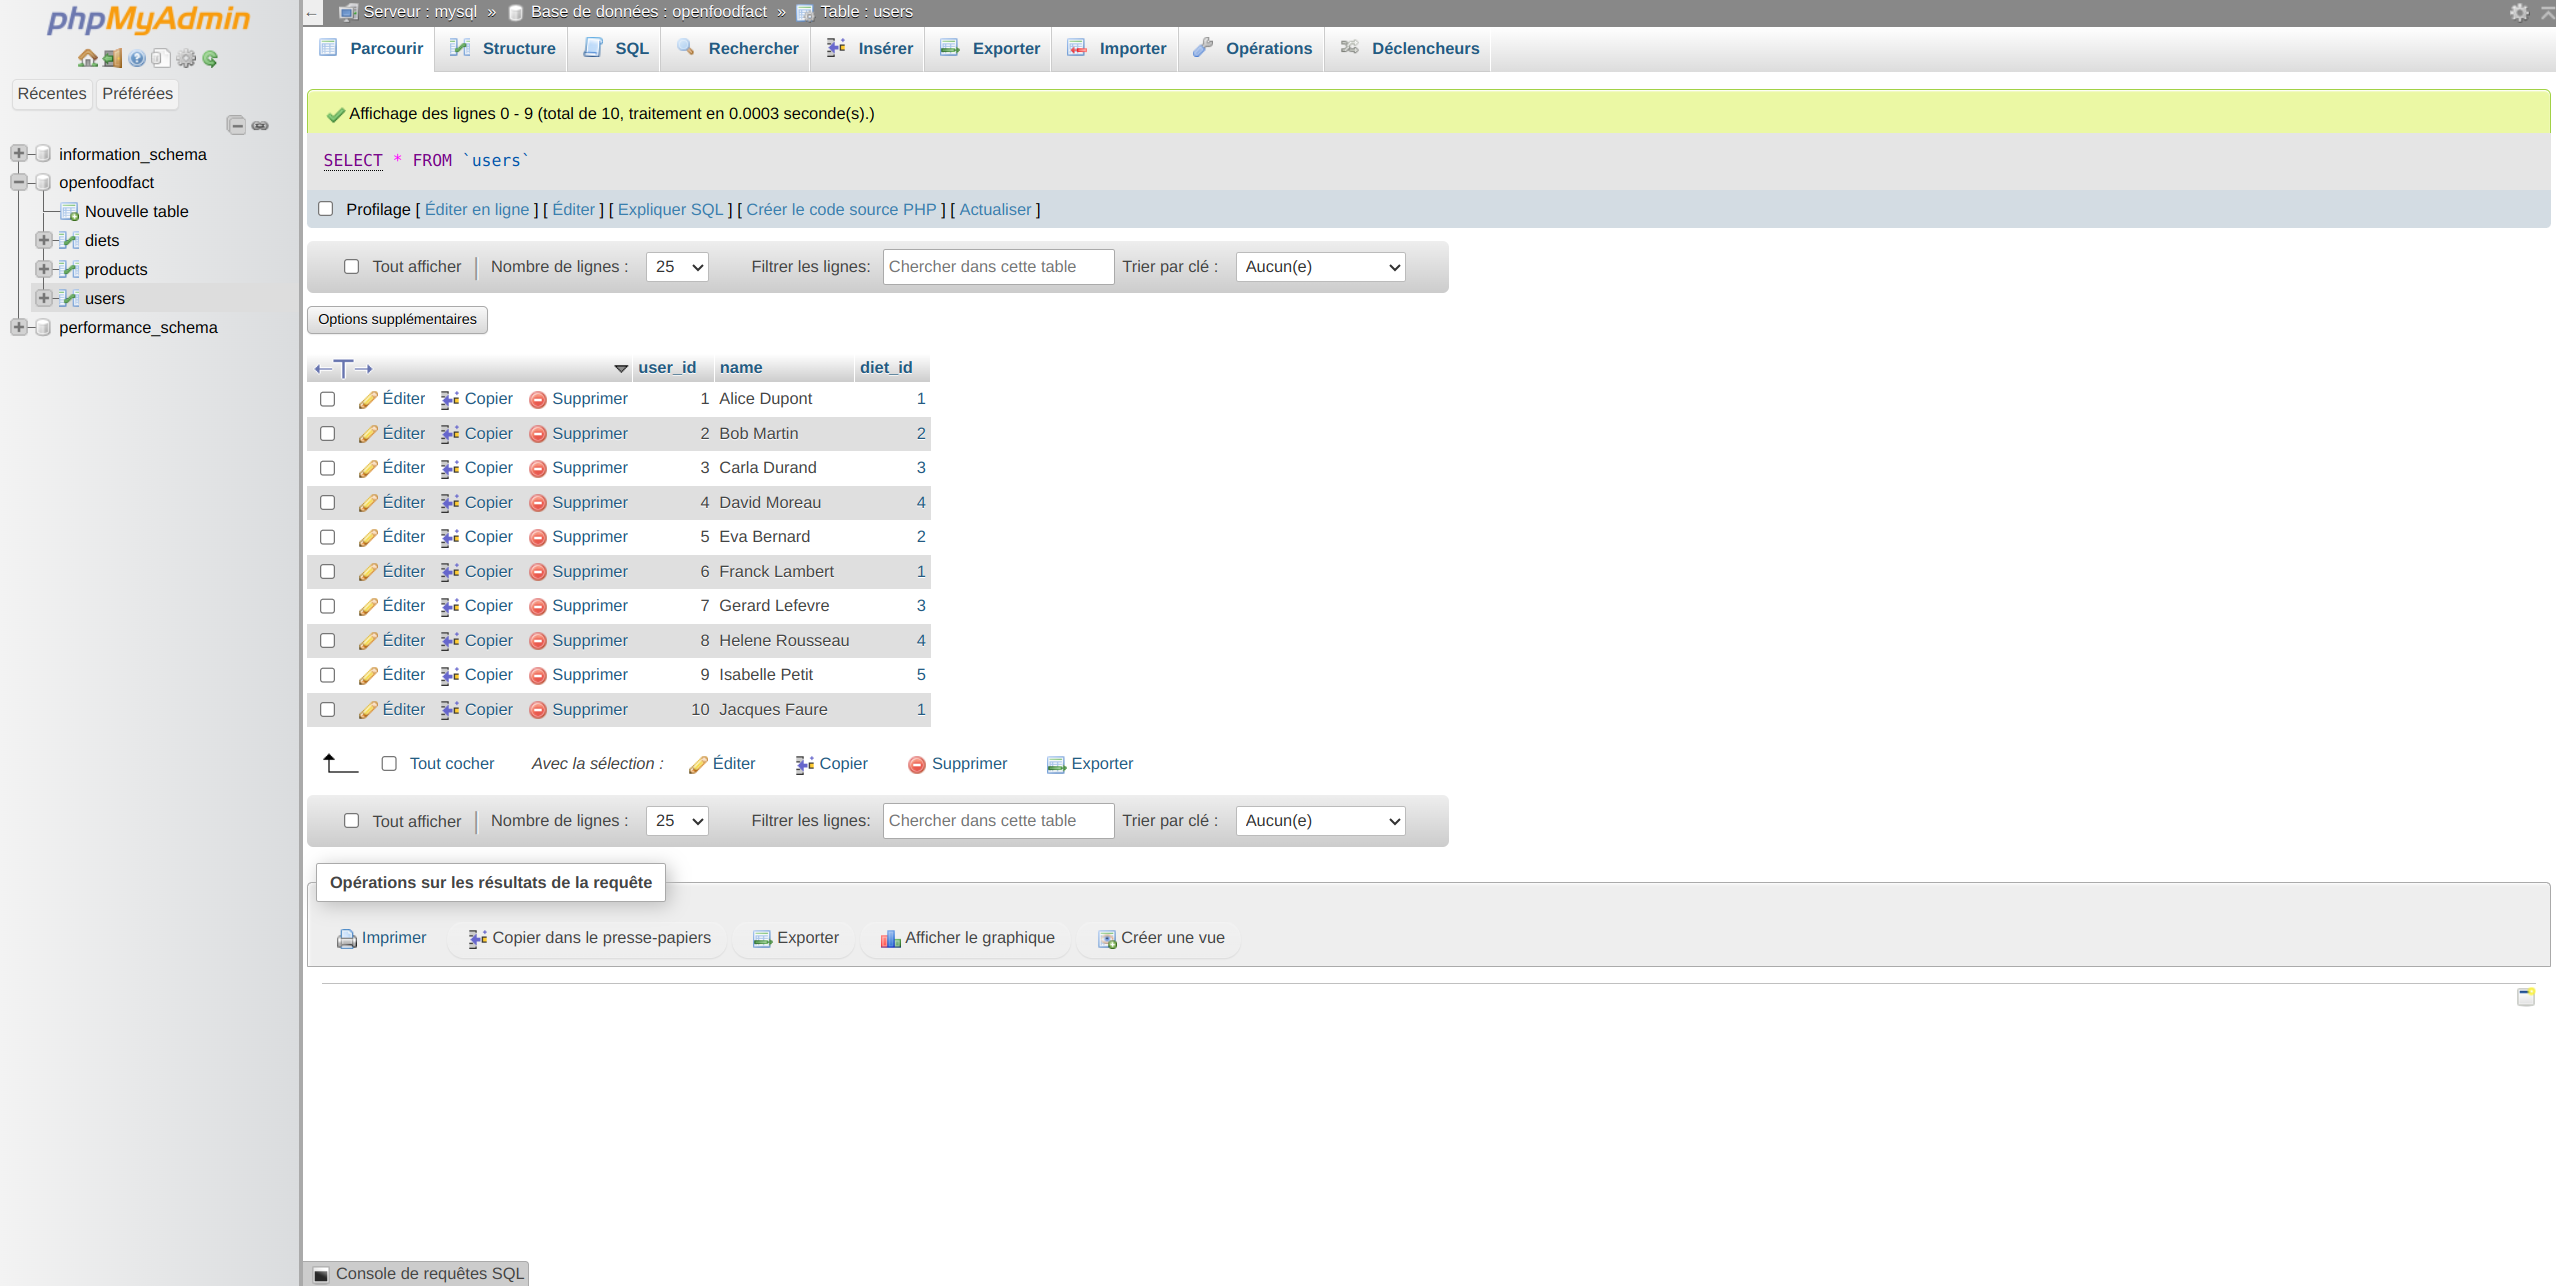 phpMyAdmin
Récentes Préférées
information_schema
openfoodfact
Nouvelle table
diets
products
users
performance_schema
← Serveur : mysql » Base de données : openfoodfact » Table : users
Parcourir Structure SQL Rechercher Insérer Exporter Importer Opérations Déclencheurs
Affichage des lignes 0 - 9 (total de 10, traitement en 0.0003 seconde(s).)
SELECT * FROM `users`
Profilage [ Éditer en ligne ] [ Éditer ] [ Expliquer SQL ] [ Créer le code source PHP ] [ Actualiser ]
Tout afficher Nombre de lignes : 25 Filtrer les lignes: Chercher dans cette table Trier par clé : Aucun(e)
Options supplémentaires
←T→ user_id name diet_id
Éditer Copier Supprimer 1 Alice Dupont 1
Éditer Copier Supprimer 2 Bob Martin 2
Éditer Copier Supprimer 3 Carla Durand 3
Éditer Copier Supprimer 4 David Moreau 4
Éditer Copier Supprimer 5 Eva Bernard 2
Éditer Copier Supprimer 6 Franck Lambert 1
Éditer Copier Supprimer 7 Gerard Lefevre 3
Éditer Copier Supprimer 8 Helene Rousseau 4
Éditer Copier Supprimer 9 Isabelle Petit 5
Éditer Copier Supprimer 10 Jacques Faure 1
Tout cocher Avec la sélection : Éditer Copier Supprimer Exporter
Tout afficher Nombre de lignes : 25 Filtrer les lignes: Chercher dans cette table Trier par clé : Aucun(e)
Opérations sur les résultats de la requête
Imprimer Copier dans le presse-papiers Exporter Afficher le graphique Créer une vue
Console de requêtes SQL